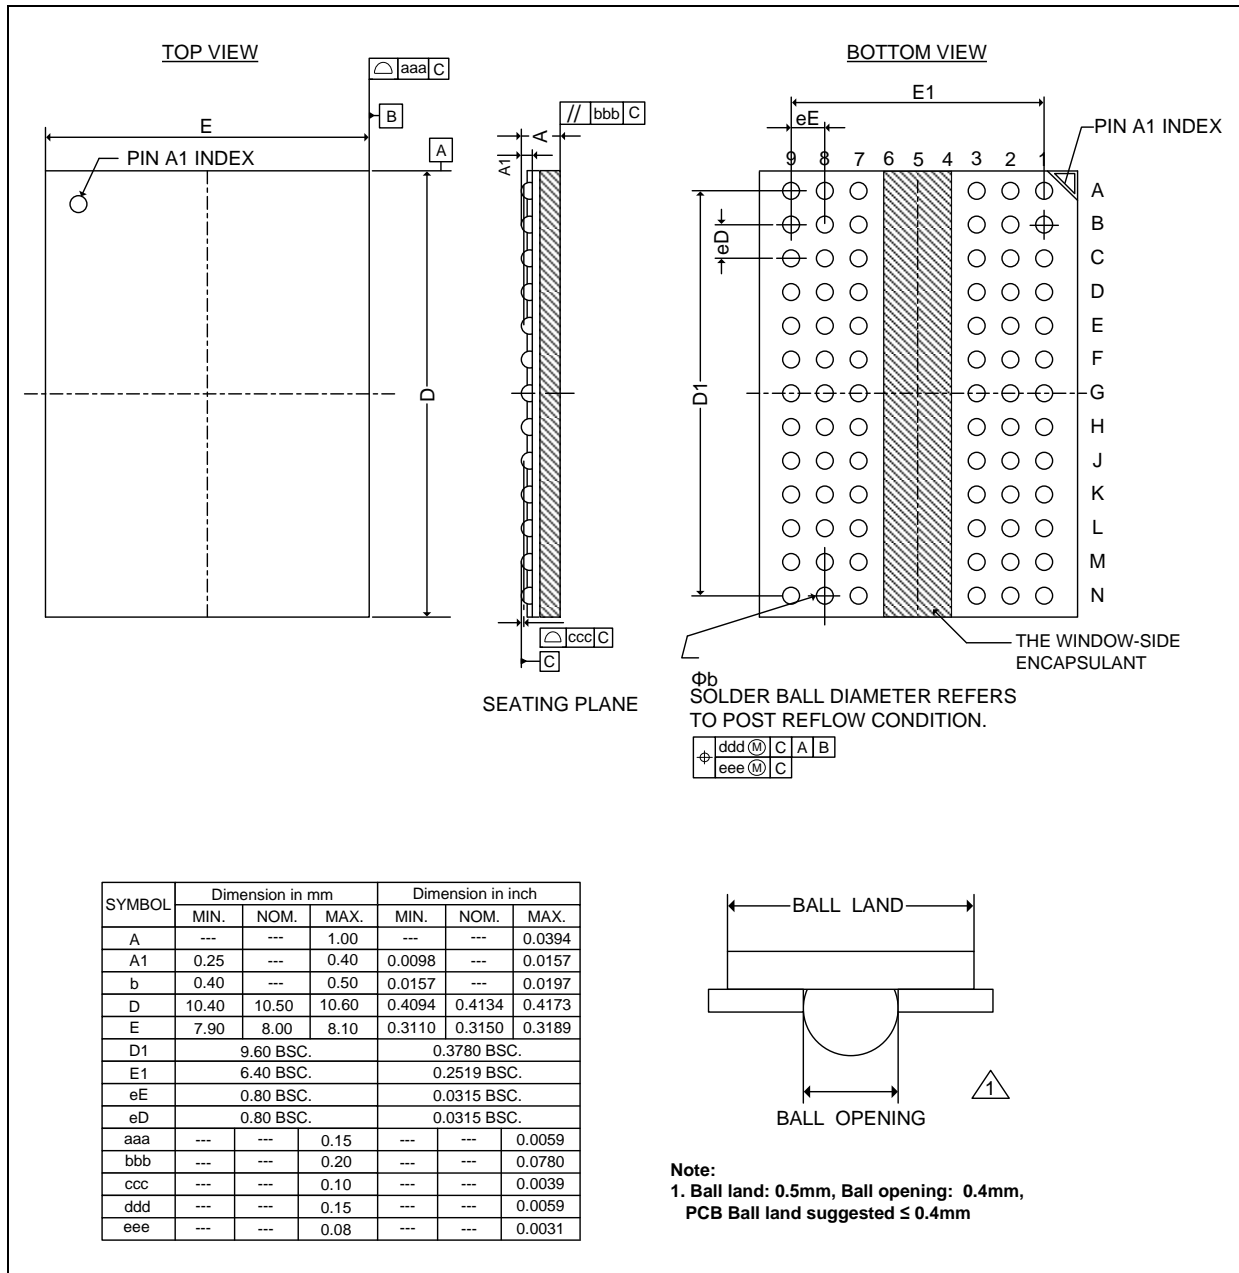 TOP VIEW
aaa C
B
E
A
PIN A1 INDEX
D
// bbb C
A
A1
ccc C
C
SEATING PLANE
BOTTOM VIEW
E1
eE
PIN A1 INDEX
9 8 7 6 5 4 3 2 1
A
B
C
D
E
F
G
H
J
K
L
M
N
eD
D1
THE WINDOW-SIDE
ENCAPSULANT
Φb
SOLDER BALL DIAMETER REFERS
TO POST REFLOW CONDITION.
ddd Ⓜ C A B
eee Ⓜ C
SYMBOL Dimension in mm Dimension in inch
MIN. NOM. MAX. MIN. NOM. MAX.
A --- --- 1.00 --- --- 0.0394
A1 0.25 --- 0.40 0.0098 --- 0.0157
b 0.40 --- 0.50 0.0157 --- 0.0197
D 10.40 10.50 10.60 0.4094 0.4134 0.4173
E 7.90 8.00 8.10 0.3110 0.3150 0.3189
D1 9.60 BSC. 0.3780 BSC.
E1 6.40 BSC. 0.2519 BSC.
eE 0.80 BSC. 0.0315 BSC.
eD 0.80 BSC. 0.0315 BSC.
aaa --- --- 0.15 --- --- 0.0059
bbb --- --- 0.20 --- --- 0.0780
ccc --- --- 0.10 --- --- 0.0039
ddd --- --- 0.15 --- --- 0.0059
eee --- --- 0.08 --- --- 0.0031
BALL LAND
BALL OPENING
1
Note:
1. Ball land: 0.5mm, Ball opening: 0.4mm,
PCB Ball land suggested ≤ 0.4mm